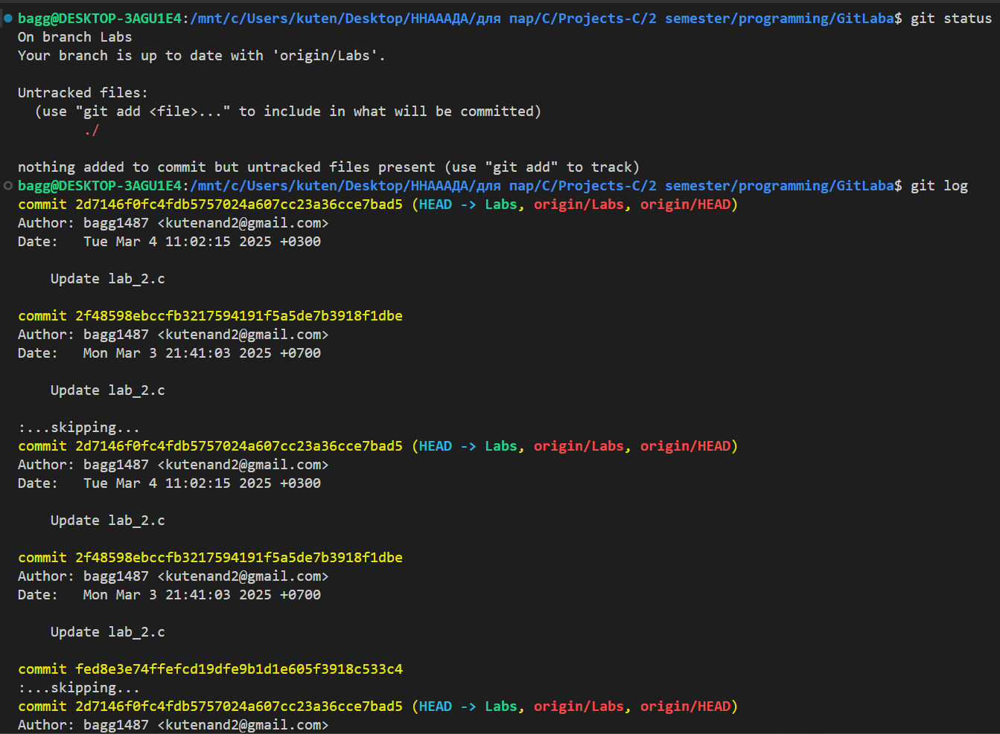 bagg@DESKTOP-3AGU1E4:/mnt/c/Users/kuten/Desktop/ННАААДА/для пар/C/Projects-C/2 semester/programming/GitLaba$ git status
On branch Labs
Your branch is up to date with 'origin/Labs'.
Untracked files:
(use "git add <file>..." to include in what will be committed)
./
nothing added to commit but untracked files present (use "git add" to track)
bagg@DESKTOP-3AGU1E4:/mnt/c/Users/kuten/Desktop/ННАААДА/для пар/C/Projects-C/2 semester/programming/GitLaba$ git log
commit 2d7146f0fc4fdb5757024a607cc23a36cce7bad5 (HEAD -> Labs, origin/Labs, origin/HEAD)
Author: bagg1487 <kutenand2@gmail.com>
Date:   Tue Mar 4 11:02:15 2025 +0300
Update lab_2.c
commit 2f48598ebccfb3217594191f5a5de7b3918f1dbe
Author: bagg1487 <kutenand2@gmail.com>
Date:   Mon Mar 3 21:41:03 2025 +0700
Update lab_2.c
:...skipping...
commit 2d7146f0fc4fdb5757024a607cc23a36cce7bad5 (HEAD -> Labs, origin/Labs, origin/HEAD)
Author: bagg1487 <kutenand2@gmail.com>
Date:   Tue Mar 4 11:02:15 2025 +0300
Update lab_2.c
commit 2f48598ebccfb3217594191f5a5de7b3918f1dbe
Author: bagg1487 <kutenand2@gmail.com>
Date:   Mon Mar 3 21:41:03 2025 +0700
Update lab_2.c
commit fed8e3e74ffefcd19dfe9b1d1e605f3918c533c4
:...skipping...
commit 2d7146f0fc4fdb5757024a607cc23a36cce7bad5 (HEAD -> Labs, origin/Labs, origin/HEAD)
Author: bagg1487 <kutenand2@gmail.com>